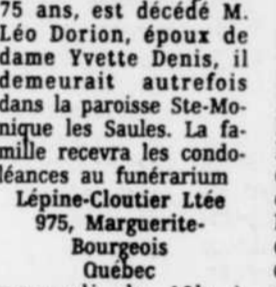 75 ans, est décédé M.
Léo Dorion, époux de
dame Yvette Denis, il
demeurait autrefois
dans la paroisse Ste-Mo-
nique les Saules. La fa-
mille recevra les condo-
léances au funérarium
Lépine-Cloutier Ltée
975, Marguerite-
Bourgeois
Québec